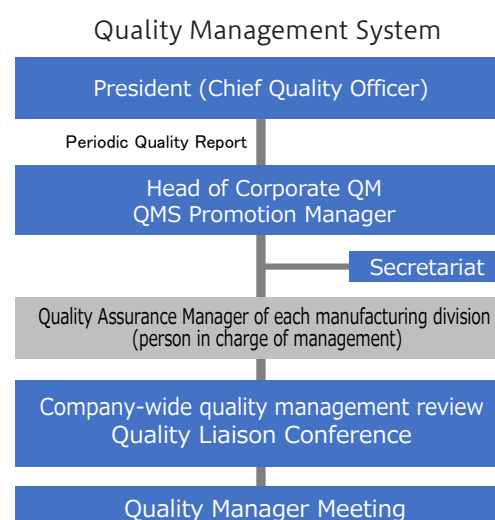 Quality Management System
President (Chief Quality Officer)
Periodic Quality Report
Head of Corporate QM
QMS Promotion Manager
Secretariat
Quality Assurance Manager of each manufacturing division
(person in charge of management)
Company-wide quality management review
Quality Liaison Conference
Quality Manager Meeting